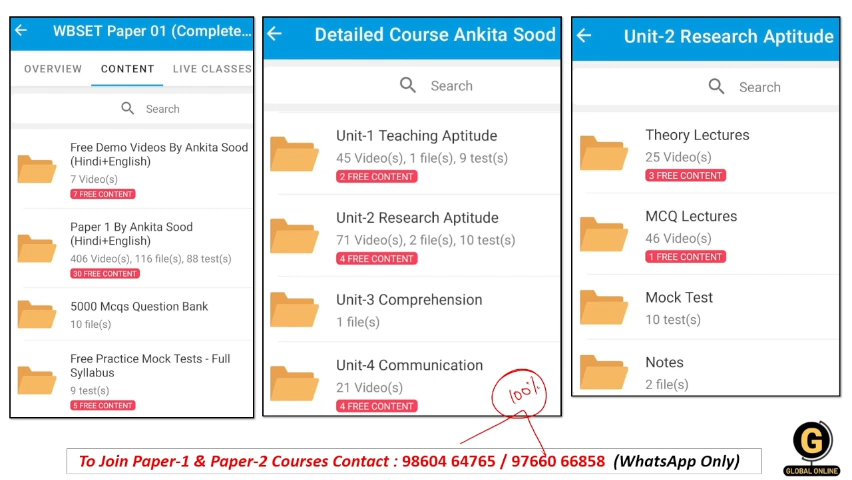 WBSET Paper 01 (Complete...
OVERVIEW CONTENT LIVE CLASSES
Search
Free Demo Videos By Ankita Sood
(Hindi+English)
7 Video(s)
7 FREE CONTENT
Paper 1 By Ankita Sood
(Hindi+English)
406 Video(s), 116 file(s), 88 test(s)
30 FREE CONTENT
5000 Mcqs Question Bank
10 file(s)
Free Practice Mock Tests - Full
Syllabus
9 test(s)
5 FREE CONTENT
Detailed Course Ankita Sood
Search
Unit-1 Teaching Aptitude
45 Video(s), 1 file(s), 9 test(s)
2 FREE CONTENT
Unit-2 Research Aptitude
71 Video(s), 2 file(s), 10 test(s)
4 FREE CONTENT
Unit-3 Comprehension
1 file(s)
Unit-4 Communication
21 Video(s)
4 FREE CONTENT
100%
Unit-2 Research Aptitude
Search
Theory Lectures
25 Video(s)
3 FREE CONTENT
MCQ Lectures
46 Video(s)
1 FREE CONTENT
Mock Test
10 test(s)
Notes
2 file(s)
To Join Paper-1 & Paper-2 Courses Contact : 98604 64765 / 97660 66858 (WhatsApp Only)
G
GLOBAL ONLINE